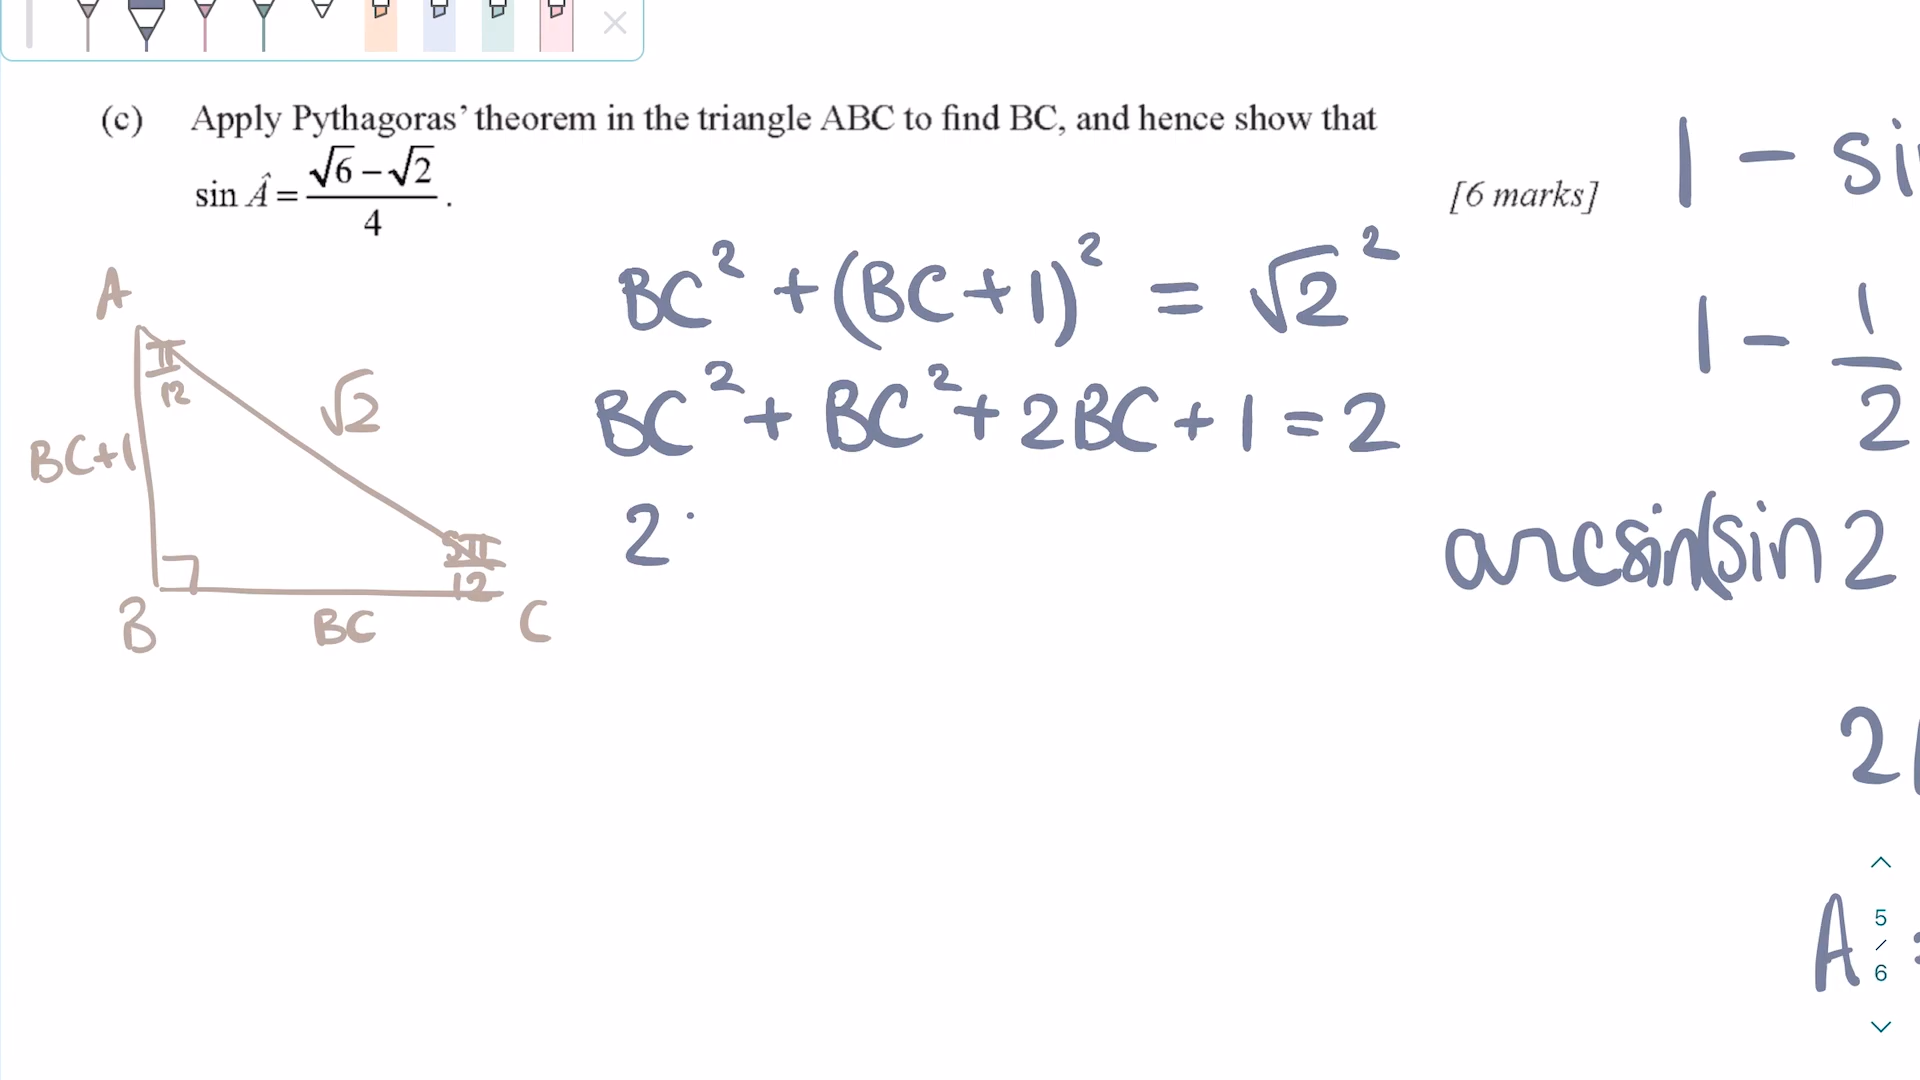 (c) Apply Pythagoras' theorem in the triangle ABC to find BC, and hence show that
sin Â = (√6 − √2)/4 .
[6 marks]
1 − si
BC² + (BC + 1)² = √2²
1 − 1/2
BC² + BC² + 2BC + 1 = 2
2
arcsin(sin 2
2
A
A
π/12
√2
BC+1
5π/12
B
BC
C
5
/
6